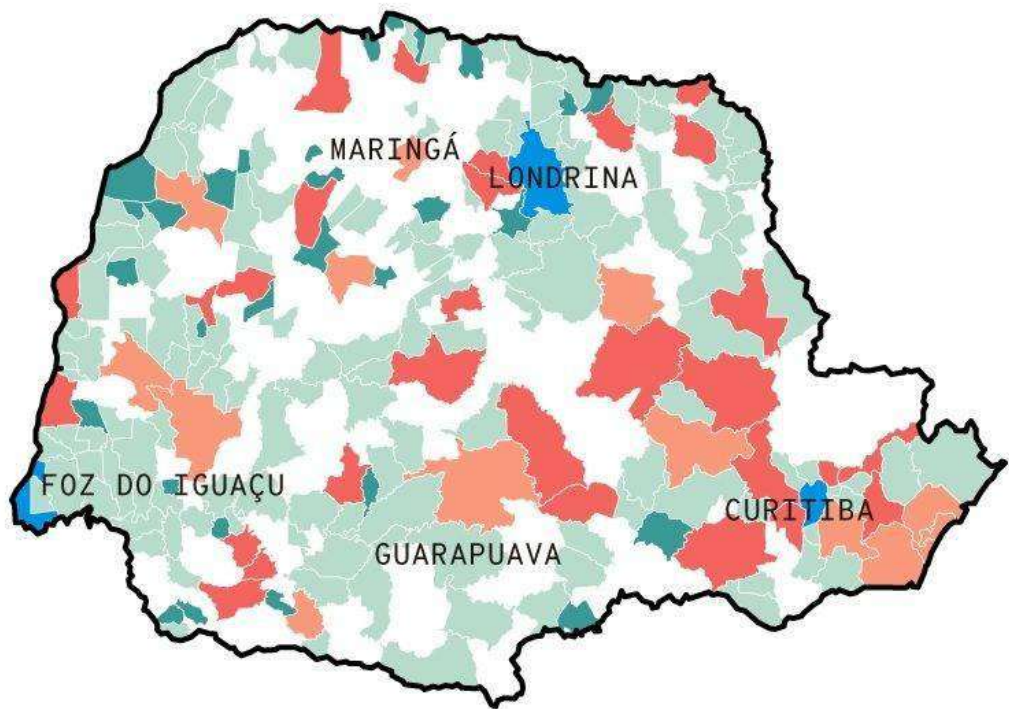 MARINGÁ
LONDRINA
FOZ DO IGUAÇU
CURITIBA
GUARAPUAVA